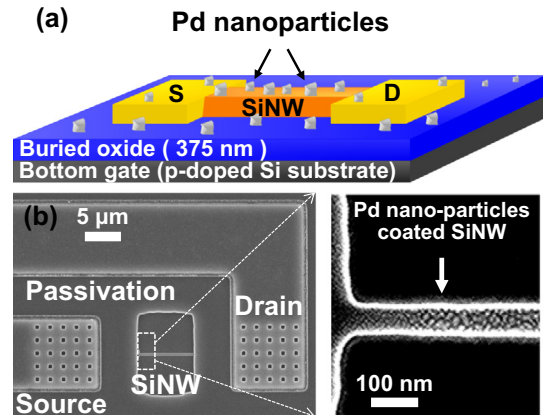 (a)
Pd nanoparticles
S
D
SiNW
Buried oxide ( 375 nm )
Bottom gate (p-doped Si substrate)
(b)
5 µm
Passivation
Drain
SiNW
Source
Pd nano-particles
coated SiNW
100 nm